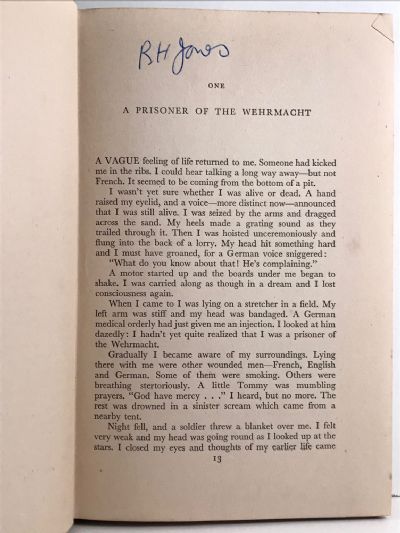 RH Jones
ONE
A PRISONER OF THE WEHRMACHT
A VAGUE feeling of life returned to me. Someone had kicked
me in the ribs. I could hear talking a long way away—but not
French. It seemed to be coming from the bottom of a pit.
I wasn't yet sure whether I was alive or dead. A hand
raised my eyelid, and a voice—more distinct now—announced
that I was still alive. I was seized by the arms and dragged
across the sand. My heels made a grating sound as they
trailed through it. Then I was hoisted unceremoniously and
flung into the back of a lorry. My head hit something hard
and I must have groaned, for a German voice sniggered:
"What do you know about that! He's complaining."
A motor started up and the boards under me began to
shake. I was carried along as though in a dream and I lost
consciousness again.
When I came to I was lying on a stretcher in a field. My
left arm was stiff and my head was bandaged. A German
medical orderly had just given me an injection. I looked at him
dazedly: I hadn't yet quite realized that I was a prisoner of
the Wehrmacht.
Gradually I became aware of my surroundings. Lying
there with me were other wounded men—French, English
and German. Some of them were smoking. Others were
breathing stertoriously. A little Tommy was mumbling
prayers. "God have mercy . . ." I heard, but no more. The
rest was drowned in a sinister scream which came from a
nearby tent.
Night fell, and a soldier threw a blanket over me. I felt
very weak and my head was going round as I looked up at the
stars. I closed my eyes and thoughts of my earlier life came
13